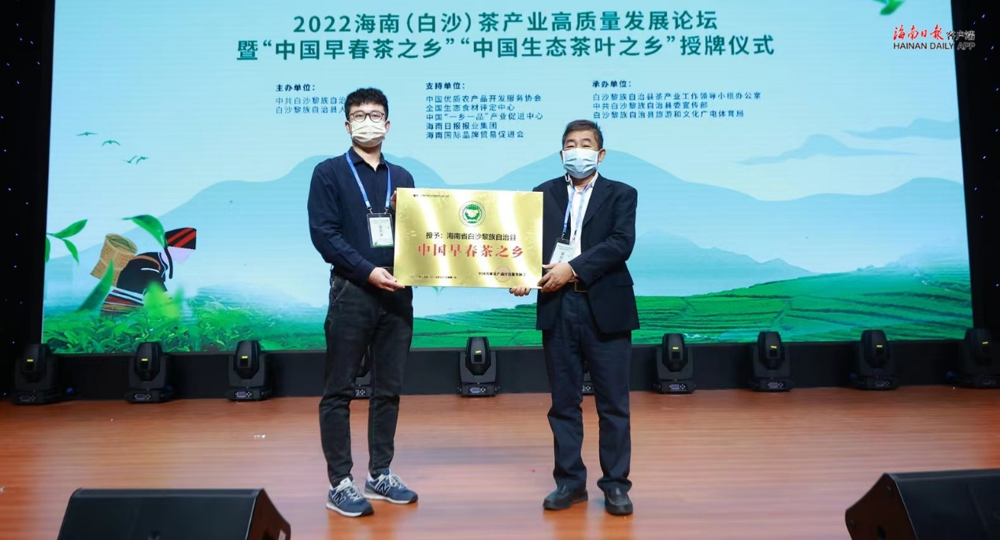 2022海南(白沙)茶产业高质量发展论坛
暨“中国早春茶之乡”“中国生态茶叶之乡”授牌仪式
海南日报客户端
HAINAN DAILY APP
主办单位：
中共白沙黎族自治
白沙黎族自治县人
支持单位：
中国优质农产品开发服务协会
全国生态食材评定中心
中国“一乡一品”产业促进中心
海南日报报业集团
海南国际品牌贸易促进会
承办单位：
白沙黎族自治县茶产业工作领导小组办公室
中共白沙黎族自治县委宣传部
白沙黎族自治县旅游和文化广电体育局
授予：海南省白沙黎族自治县
中国早春茶之乡
中国优质农产品开发服务协会